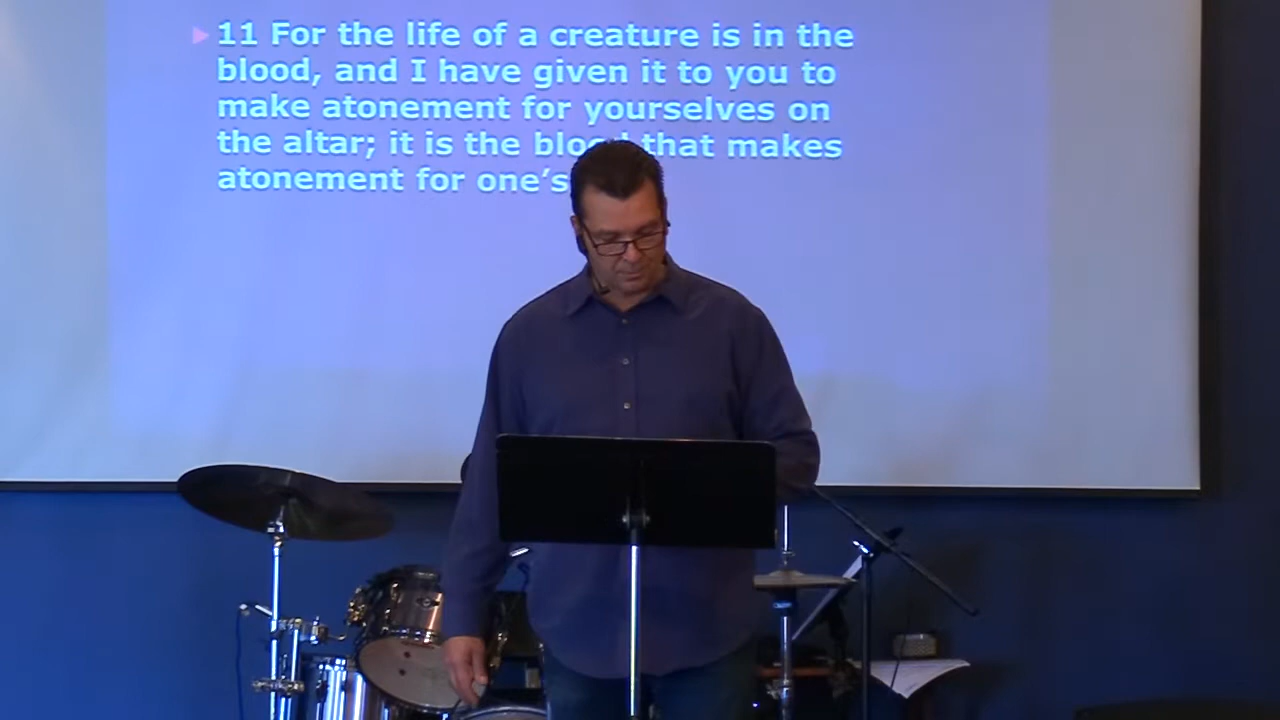 11 For the life of a creature is in the
blood, and I have given it to you to
make atonement for yourselves on
the altar; it is the blood that makes
atonement for one’s